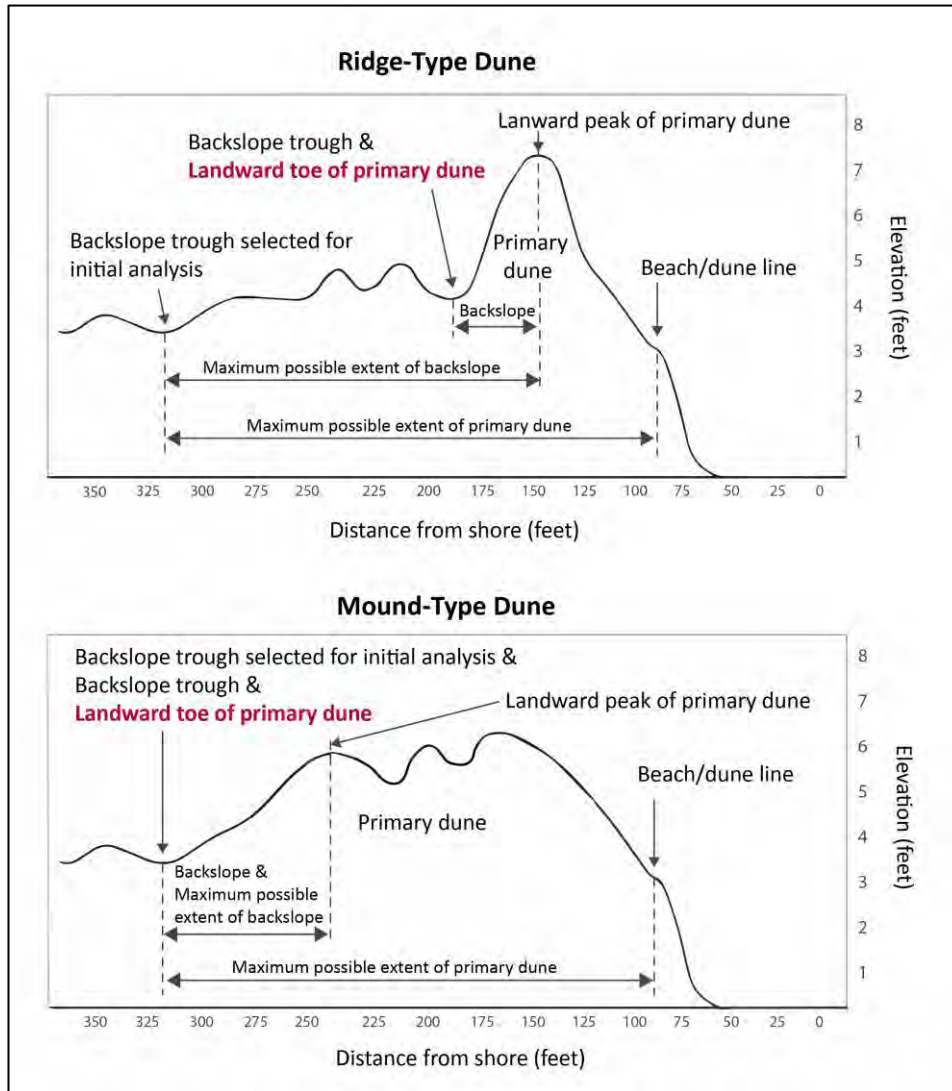 Ridge-Type Dune
Lanward peak of primary dune
Backslope trough &
Landward toe of primary dune
Backslope trough selected for
initial analysis
Primary
dune
Beach/dune line
Backslope
Maximum possible extent of backslope
Maximum possible extent of primary dune
8
7
6
5
4
3
2
1
Elevation (feet)
350 325 300 275 225 200 175 150 125 100 75 50 25 0
Distance from shore (feet)
Mound-Type Dune
Backslope trough selected for initial analysis &
Backslope trough &
Landward toe of primary dune
Landward peak of primary dune
Beach/dune line
Primary dune
Backslope &
Maximum possible
extent of backslope
Maximum possible extent of primary dune
8
7
6
5
4
3
2
1
Elevation (feet)
350 325 300 275 225 200 175 150 125 100 75 50 25 0
Distance from shore (feet)